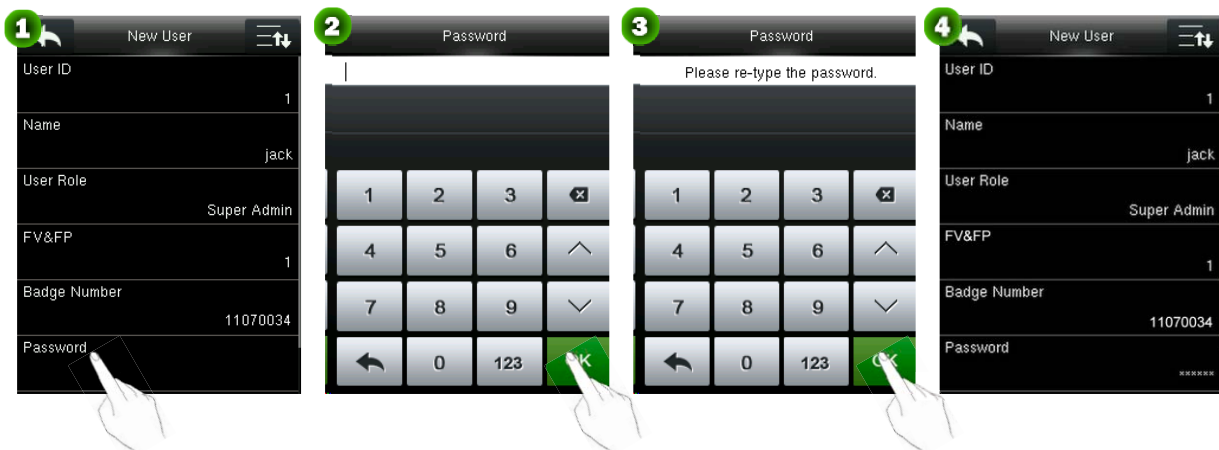 1
New User
User ID
1
Name
jack
User Role
Super Admin
FV&FP
1
Badge Number
11070034
Password
2
Password
1 2 3
4 5 6
7 8 9
0 123 OK
3
Password
Please re-type the password.
1 2 3
4 5 6
7 8 9
0 123 OK
4
New User
User ID
1
Name
jack
User Role
Super Admin
FV&FP
1
Badge Number
11070034
Password
******